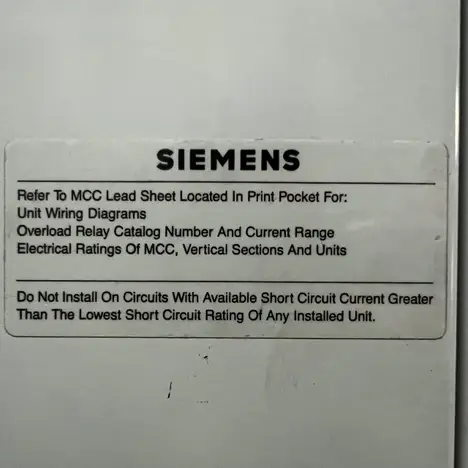 SIEMENS
Refer To MCC Lead Sheet Located In Print Pocket For:
Unit Wiring Diagrams
Overload Relay Catalog Number And Current Range
Electrical Ratings Of MCC, Vertical Sections And Units
Do Not Install On Circuits With Available Short Circuit Current Greater
Than The Lowest Short Circuit Rating Of Any Installed Unit.